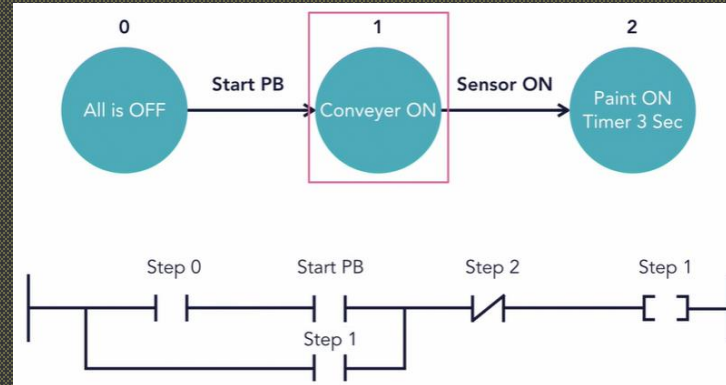 0
1
2
Start PB
Sensor ON
All is OFF
Conveyer ON
Paint ON
Timer 3 Sec
Step 0
Start PB
Step 2
Step 1
Step 1